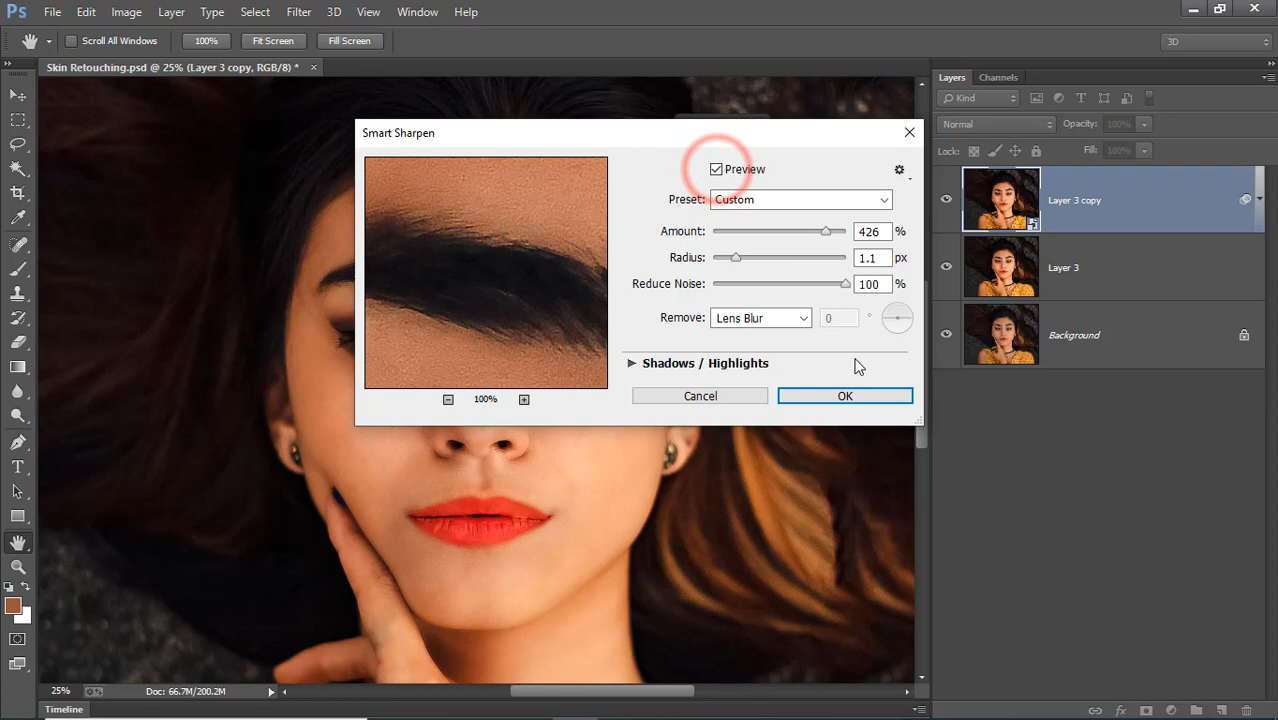 Ps File Edit Image Layer Type Select Filter 3D View Window Help
Scroll All Windows 100% Fit Screen Fill Screen 3D
Skin Retouching.psd @ 25% (Layer 3 copy, RGB/8) *
Layers Channels
Kind
Normal Opacity: 100%
Lock: Fill: 100%
Layer 3 copy
Layer 3
Background
Smart Sharpen
Preview
Preset: Custom
Amount: 426 %
Radius: 1.1 px
Reduce Noise: 100 %
Remove: Lens Blur 0 °
Shadows / Highlights
100%
Cancel OK
25% Doc: 66.7M/200.2M
Timeline